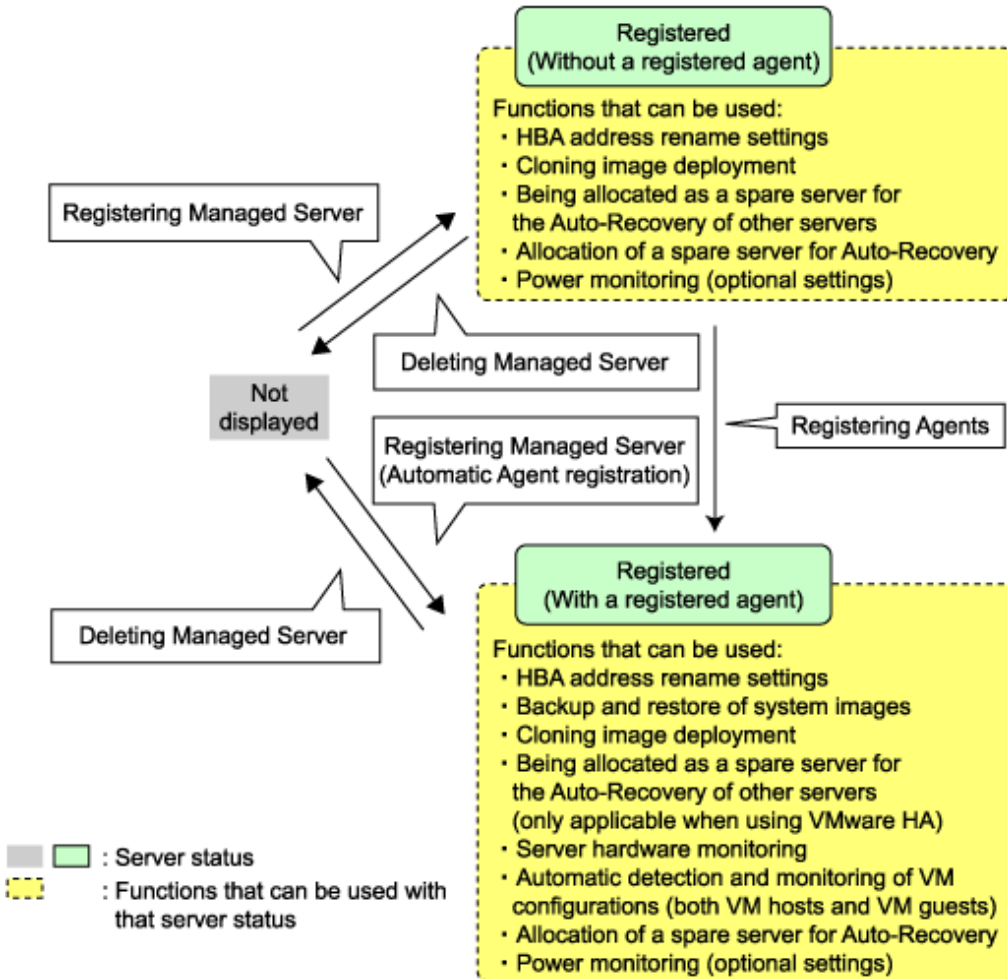 Registered
(Without a registered agent)
Functions that can be used:
・HBA address rename settings
・Cloning image deployment
・Being allocated as a spare server for
the Auto-Recovery of other servers
・Allocation of a spare server for Auto-Recovery
・Power monitoring (optional settings)
Registering Managed Server
Deleting Managed Server
Not
displayed
Registering Managed Server
(Automatic Agent registration)
Registering Agents
Deleting Managed Server
Registered
(With a registered agent)
Functions that can be used:
・HBA address rename settings
・Backup and restore of system images
・Cloning image deployment
・Being allocated as a spare server for
the Auto-Recovery of other servers
(only applicable when using VMware HA)
・Server hardware monitoring
・Automatic detection and monitoring of VM
configurations (both VM hosts and VM guests)
・Allocation of a spare server for Auto-Recovery
・Power monitoring (optional settings)
: Server status
: Functions that can be used with
that server status